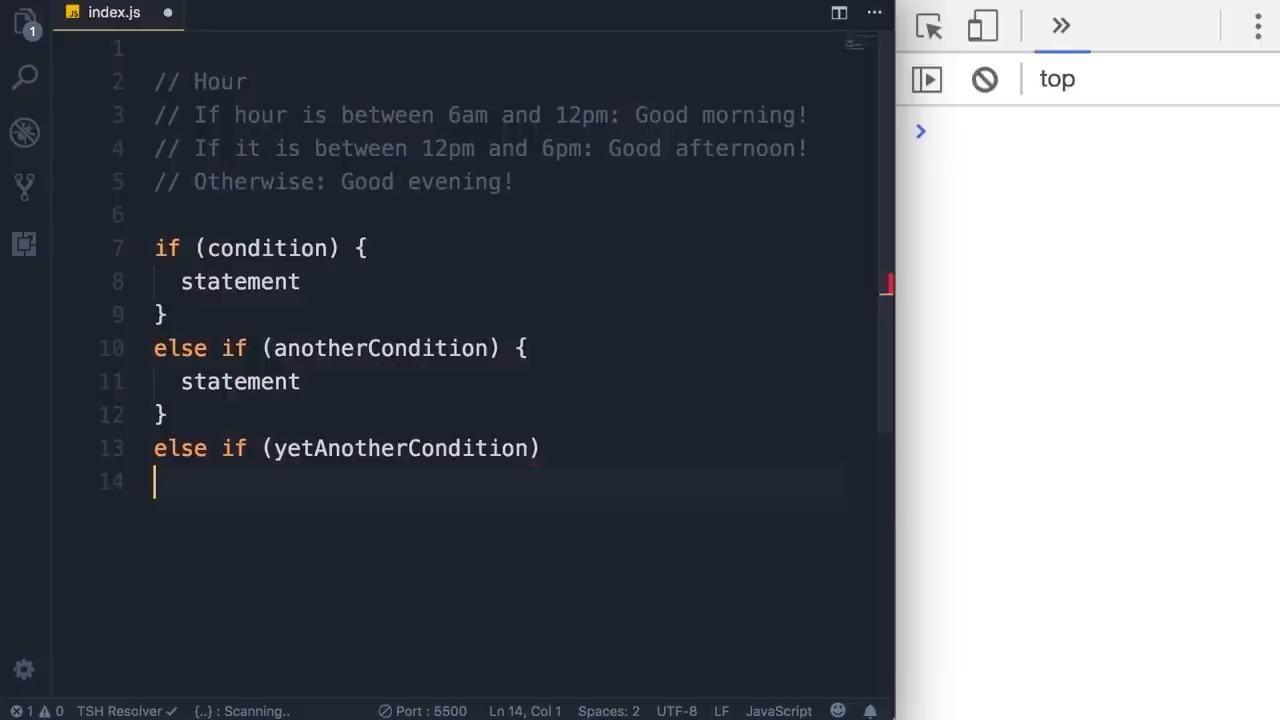 index.js
1
1
2 // Hour
3 // If hour is between 6am and 12pm: Good morning!
4 // If it is between 12pm and 6pm: Good afternoon!
5 // Otherwise: Good evening!
6
7 if (condition) {
8 statement
9 }
10 else if (anotherCondition) {
11 statement
12 }
13 else if (yetAnotherCondition)
14
1 0 TSH Resolver {..} : Scanning.. Port : 5500 Ln 14, Col 1 Spaces: 2 UTF-8 LF JavaScript
top